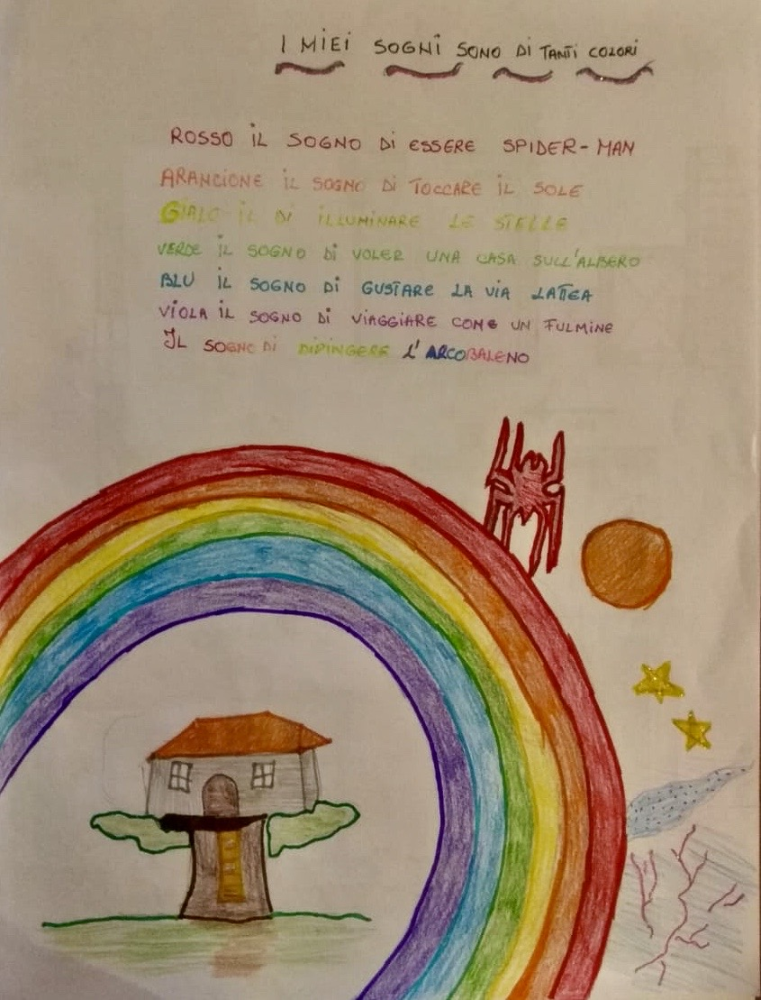 I MIEI SOGNI SONO DI TANTI COLORI
ROSSO IL SOGNO DI ESSERE SPIDER-MAN
ARANCIONE IL SOGNO DI TOCCARE IL SOLE
GIALO IL DI ILLUMINARE LE STELLE
VERDE IL SOGNO DI VOLER UNA CASA SULL'ALBERO
BLU IL SOGNO DI GUSTARE LA VIA LATTEA
VIOLA IL SOGNO DI VIAGGIARE COME UN FULMINE
IL SOGNO DI DIPINGERE L'ARCOBALENO